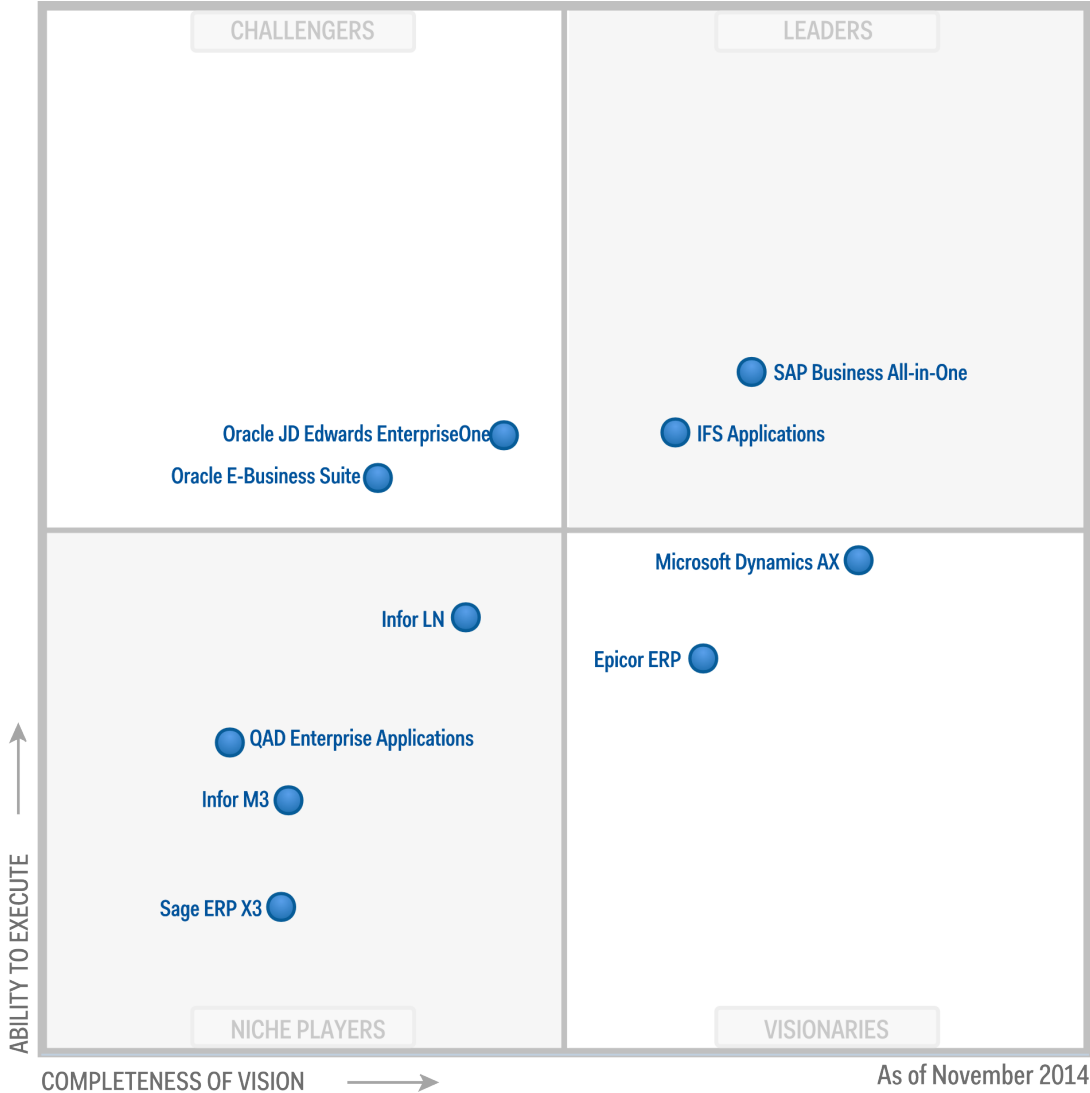 CHALLENGERS
LEADERS
SAP Business All-in-One
Oracle JD Edwards EnterpriseOne
IFS Applications
Oracle E-Business Suite
Microsoft Dynamics AX
Infor LN
Epicor ERP
QAD Enterprise Applications
Infor M3
Sage ERP X3
ABILITY TO EXECUTE
NICHE PLAYERS
VISIONARIES
COMPLETENESS OF VISION
As of November 2014